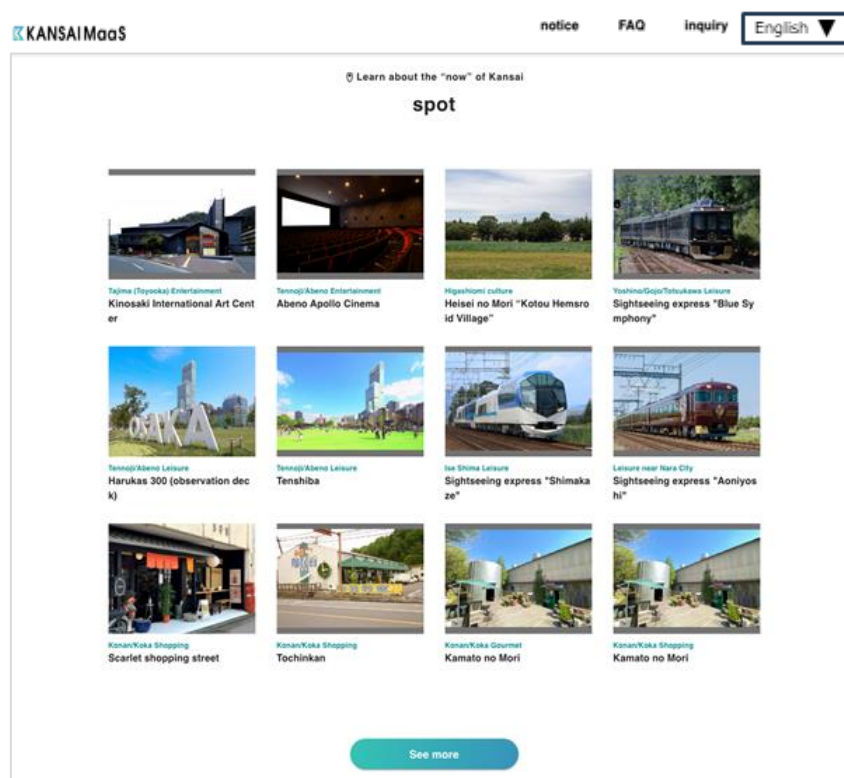 KANSAI MaaS
notice FAQ inquiry English ▼
Learn about the “now” of Kansai
spot
Tajima (Toyooka) Entertainment
Kinosaki International Art Cent
er
Tennoji/Abeno Entertainment
Abeno Apollo Cinema
Higashiomi culture
Heisei no Mori “Kotou Hemsro
id Village”
Yoshino/Gojo/Totsukawa Leisure
Sightseeing express "Blue Sy
mphony"
OSAKA
Tennoji/Abeno Leisure
Harukas 300 (observation dec
k)
Tennoji/Abeno Leisure
Tenshiba
Ise Shima Leisure
Sightseeing express "Shimaka
ze"
Leisure near Nara City
Sightseeing express "Aoniyos
hi"
Konan/Koka Shopping
Scarlet shopping street
Konan/Koka Shopping
Tochinkan
Konan/Koka Gourmet
Kamato no Mori
Konan/Koka Shopping
Kamato no Mori
See more